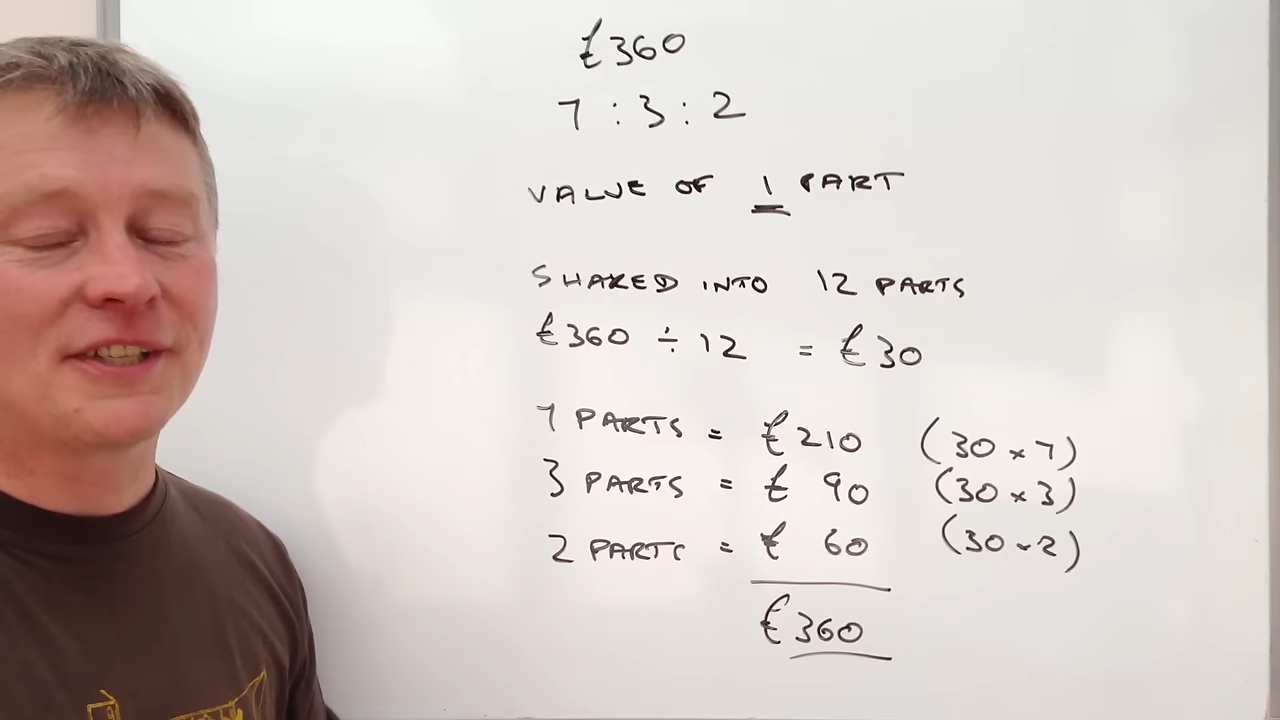 £360
7 : 3 : 2
VALUE OF 1 PART
SHARED INTO 12 PARTS
£360 ÷ 12 = £30
7 PARTS = £210 (30 × 7)
3 PARTS = £ 90 (30 × 3)
2 PARTS = £ 60 (30 × 2)
£360